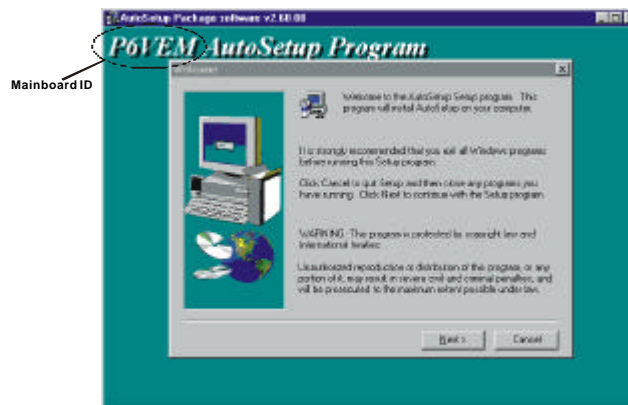 AutoSetup Package software v2.60.00
P6VEM AutoSetup Program
Mainboard ID
Welcome
Welcome to the AutoSetup Setup program. This
program will install AutoSetup on your computer.
It is strongly recommended that you exit all Windows programs
before running this Setup program.
Click Cancel to quit Setup and then close any programs you
have running. Click Next to continue with the Setup program.
WARNING: This program is protected by copyright law and
international treaties.
Unauthorized reproduction or distribution of this program, or any
portion of it, may result in severe civil and criminal penalties, and
will be prosecuted to the maximum extent possible under law.
Next >
Cancel